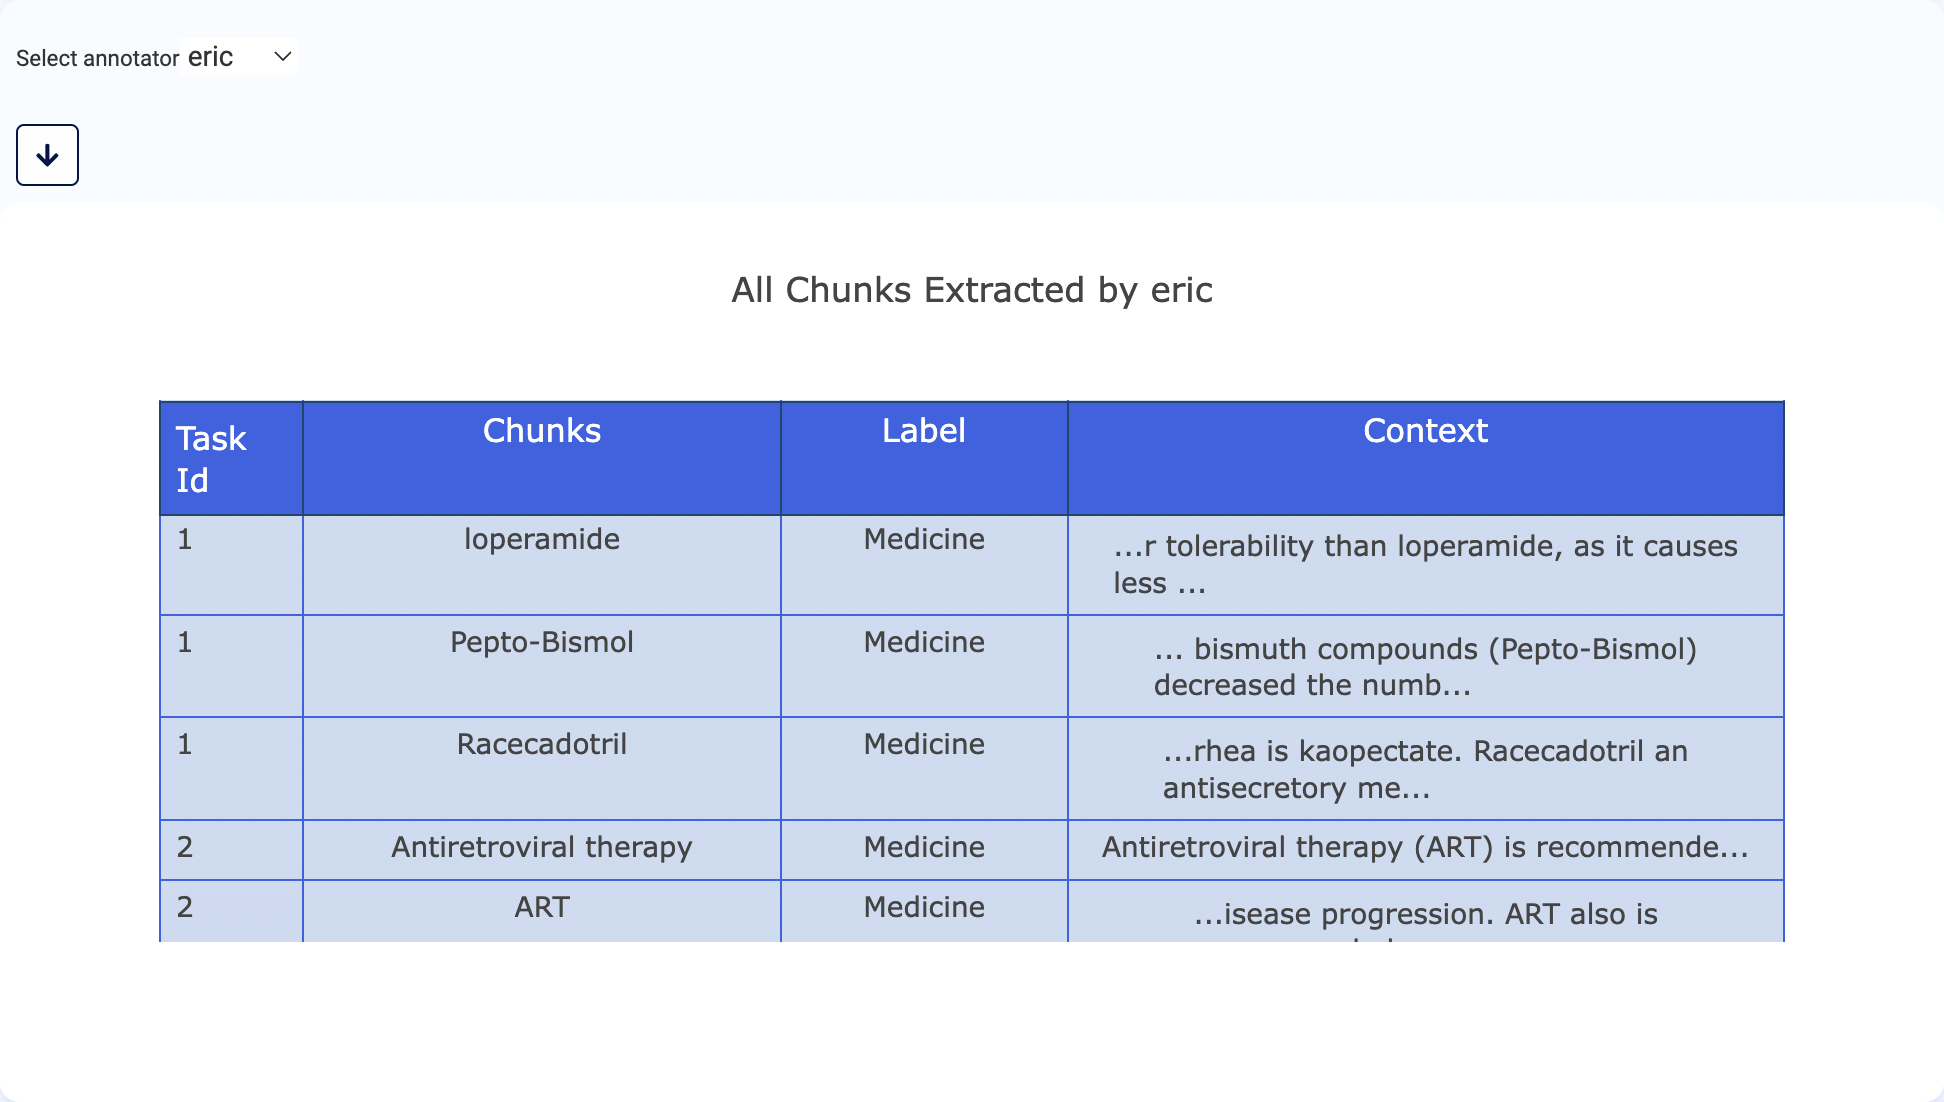 Select annotator eric
All Chunks Extracted by eric
Task Id Chunks Label Context
1 loperamide Medicine ...r tolerability than loperamide, as it causes
less ...
1 Pepto-Bismol Medicine ... bismuth compounds (Pepto-Bismol)
decreased the numb...
1 Racecadotril Medicine ...rhea is kaopectate. Racecadotril an
antisecretory me...
2 Antiretroviral therapy Medicine Antiretroviral therapy (ART) is recommende...
2 ART Medicine ...isease progression. ART also is